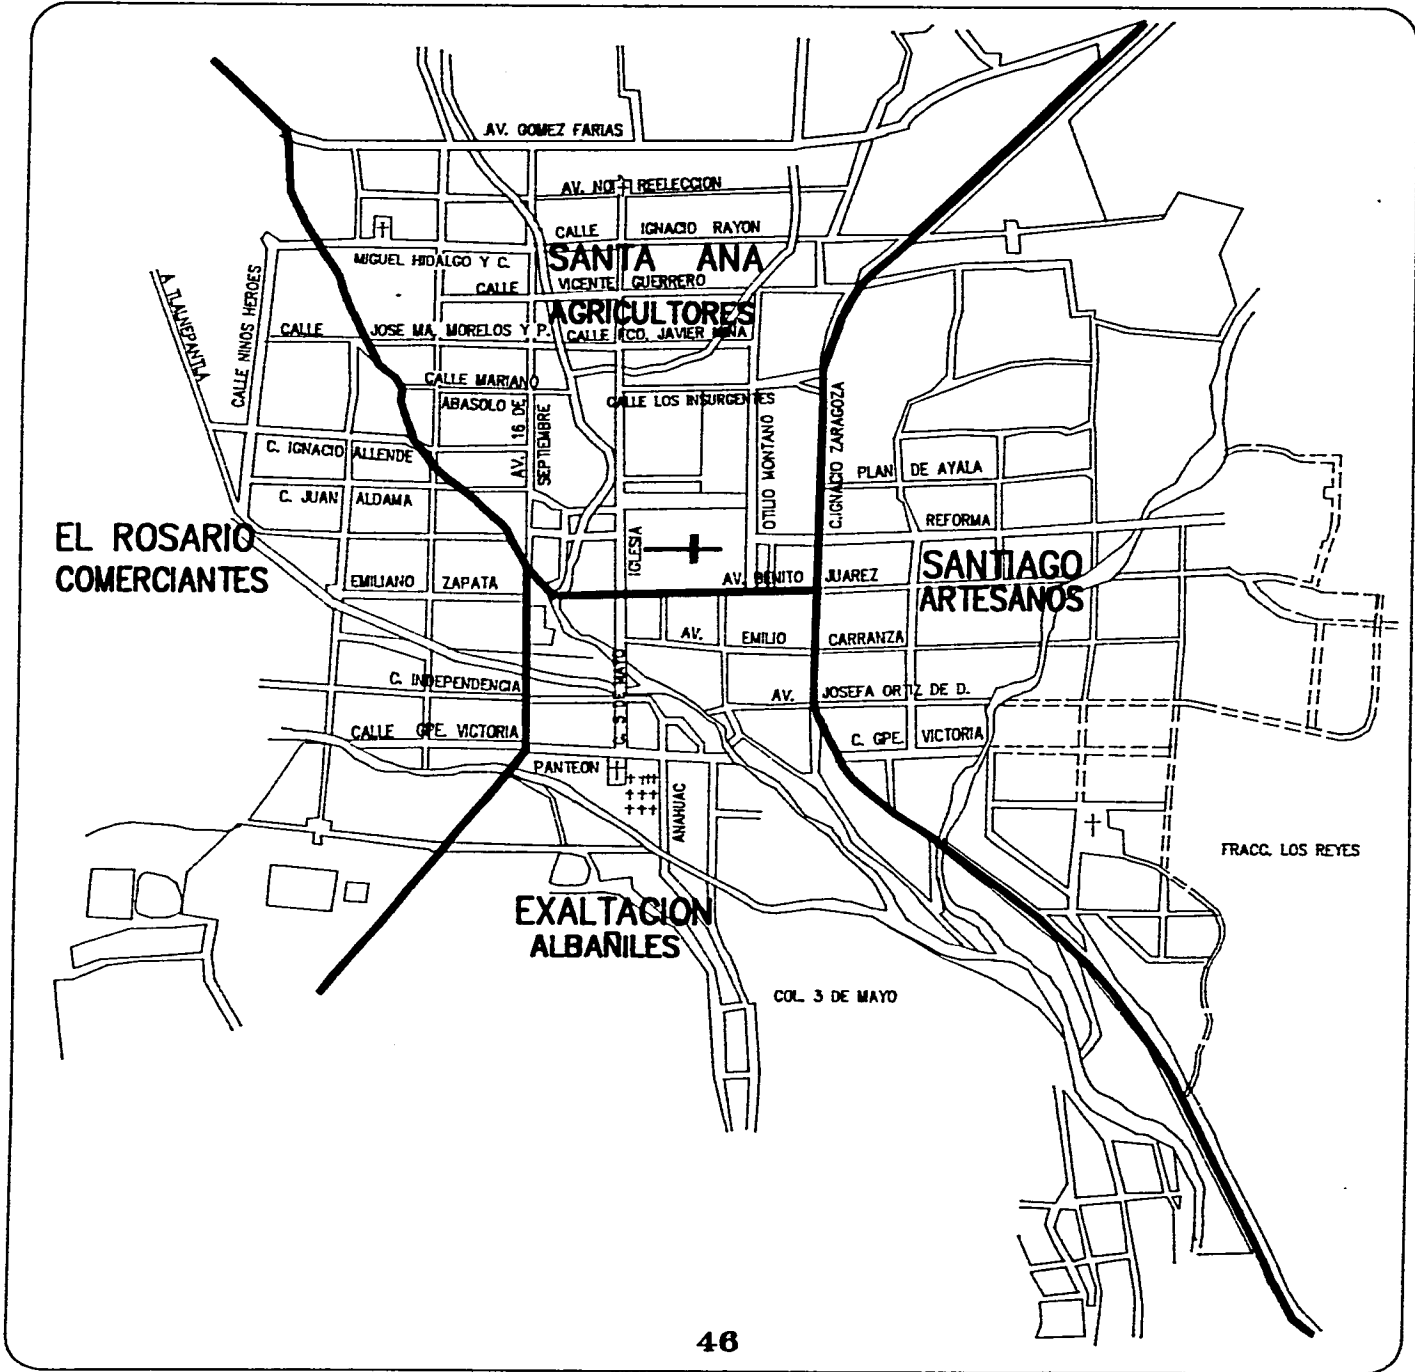 AV. GOMEZ FARIAS
AV. NO REELECCION
CALLE IGNACIO RAYON
SANTA ANA
MIGUEL HIDALGO Y C.
CALLE VICENTE GUERRERO
AGRICULTORES
A TLALNEPANTLA
CALLE NINOS HEROES
CALLE JOSE MA. MORELOS Y P.
CALLE FCO. JAVIER MINA
CALLE MARIANO
ABASOLO
CALLE LOS INSURGENTES
AV. 16 DE
SEPTIEMBRE
OTILIO MONTANO
C.IGNACIO ZARAGOZA
C. IGNACIO ALLENDE
PLAN DE AYALA
C. JUAN ALDAMA
REFORMA
IGLESIA
EL ROSARIO
COMERCIANTES
SANTIAGO
ARTESANOS
EMILIANO ZAPATA
AV. BENITO JUAREZ
AV. EMILIO CARRANZA
C. 5 DE MAYO
C. INDEPENDENCIA
AV. JOSEFA ORTIZ DE D.
CALLE GPE. VICTORIA
C. GPE. VICTORIA
PANTEON
ANAHUAC
FRACC. LOS REYES
EXALTACION
ALBAÑILES
COL. 3 DE MAYO
46